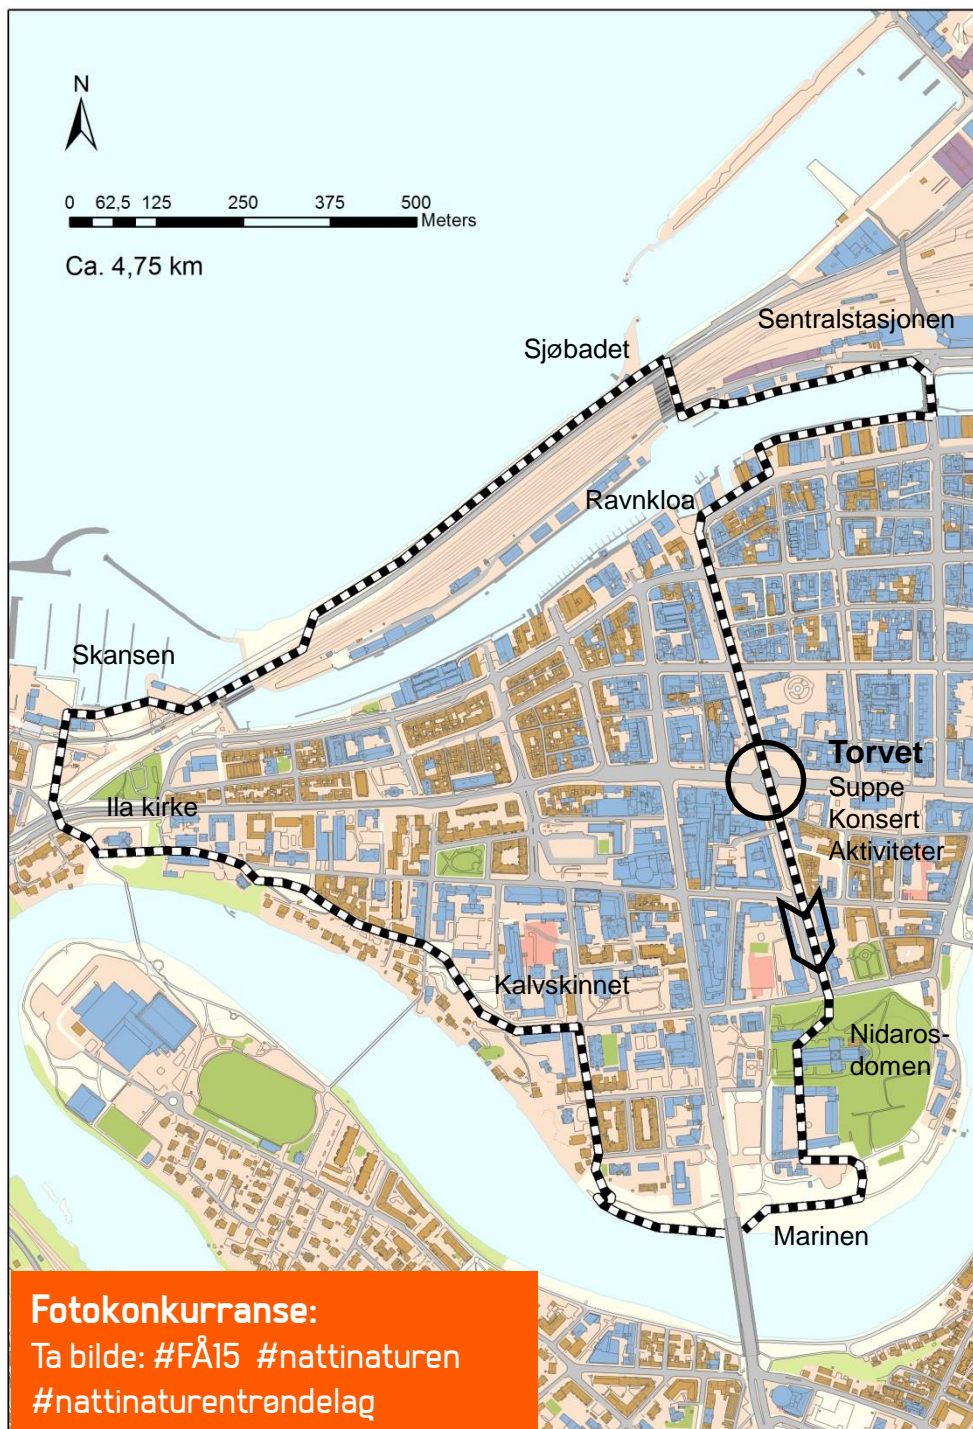 N
0 62,5 125 250 375 500
Meters
Ca. 4,75 km
Sentralstasjonen
Sjøbadet
Ravnkloa
Skansen
Torvet
Suppe
Konsert
Aktiviteter
Ila kirke
Kalvskinnet
Nidaros-
domen
Marinen
Fotokonkurranse:
Ta bilde: #FÅ15 #nattinaturen
#nattinaturentrøndelag